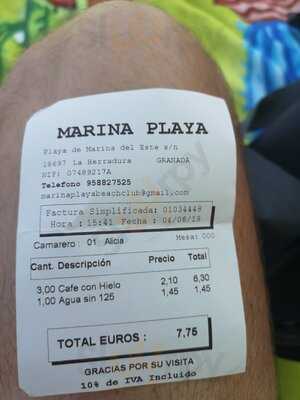 MARINA PLAYA
Playa de Marina del Este s/n
18697 La Herradura GRANADA
NIF: 07489217A
Telefono 958827525
marinaplayabeachclub@gmail.com
Factura Simplificada: 01034449
Hora : 15:41 Fecha : 04/06/19
Camarero : 01 Alicia Mesa: 000
Cant. Descripción Precio Total
3,00 Cafe con Hielo 2,10 6,30
1,00 Agua sin 125 1,45 1,45
TOTAL EUROS : 7,75
GRACIAS POR SU VISITA
10% de IVA Incluido